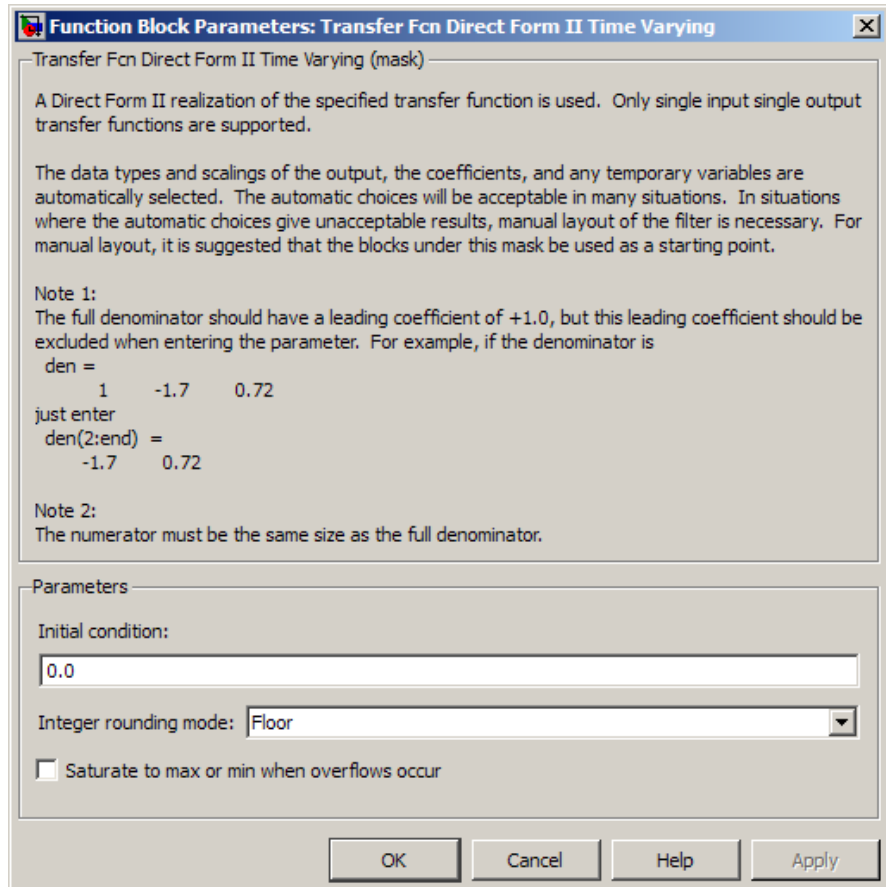 Function Block Parameters: Transfer Fcn Direct Form II Time Varying
Transfer Fcn Direct Form II Time Varying (mask)
A Direct Form II realization of the specified transfer function is used.  Only single input single output
transfer functions are supported.
The data types and scalings of the output, the coefficients, and any temporary variables are
automatically selected.  The automatic choices will be acceptable in many situations.  In situations
where the automatic choices give unacceptable results, manual layout of the filter is necessary.  For
manual layout, it is suggested that the blocks under this mask be used as a starting point.
Note 1:
The full denominator should have a leading coefficient of +1.0, but this leading coefficient should be
excluded when entering the parameter.  For example, if the denominator is
den =
1     -1.7     0.72
just enter
den(2:end)  =
-1.7     0.72
Note 2:
The numerator must be the same size as the full denominator.
Parameters
Initial condition:
0.0
Integer rounding mode: Floor
Saturate to max or min when overflows occur
OK Cancel Help Apply